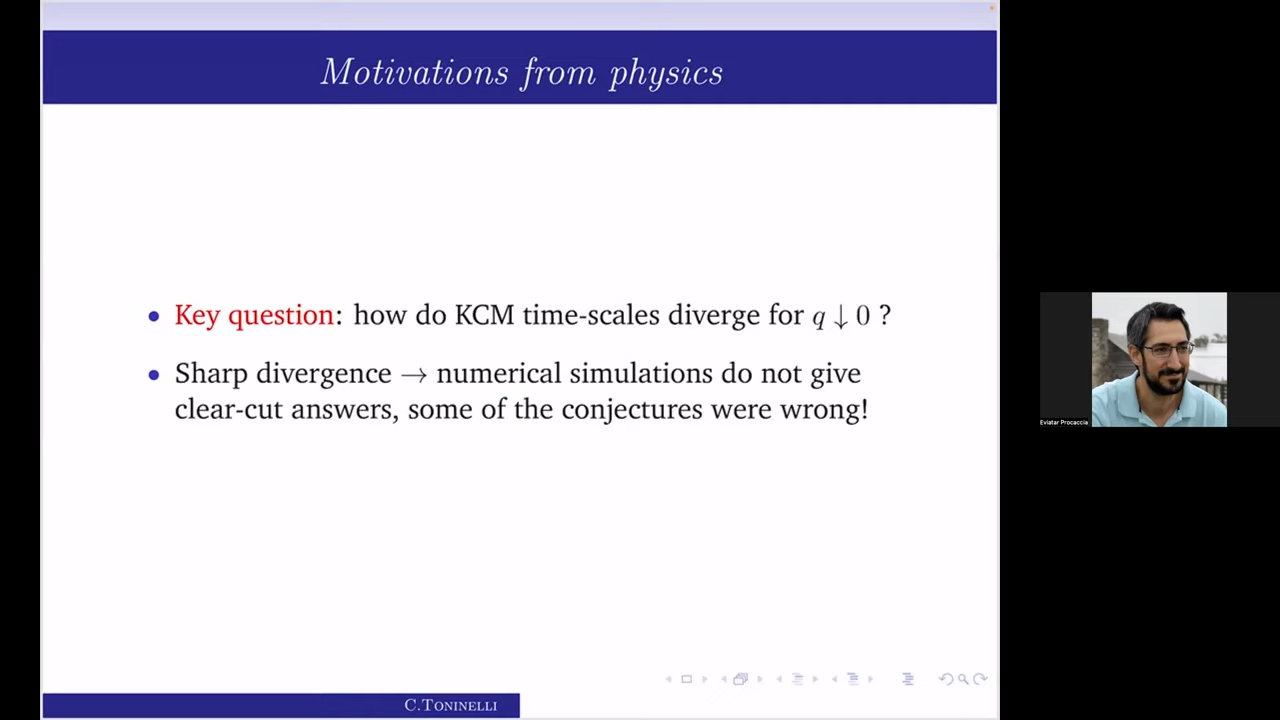 Motivations from physics
• Key question: how do KCM time-scales diverge for q ↓ 0 ?
• Sharp divergence → numerical simulations do not give
clear-cut answers, some of the conjectures were wrong!
Eviatar Procaccia
C.Toninelli